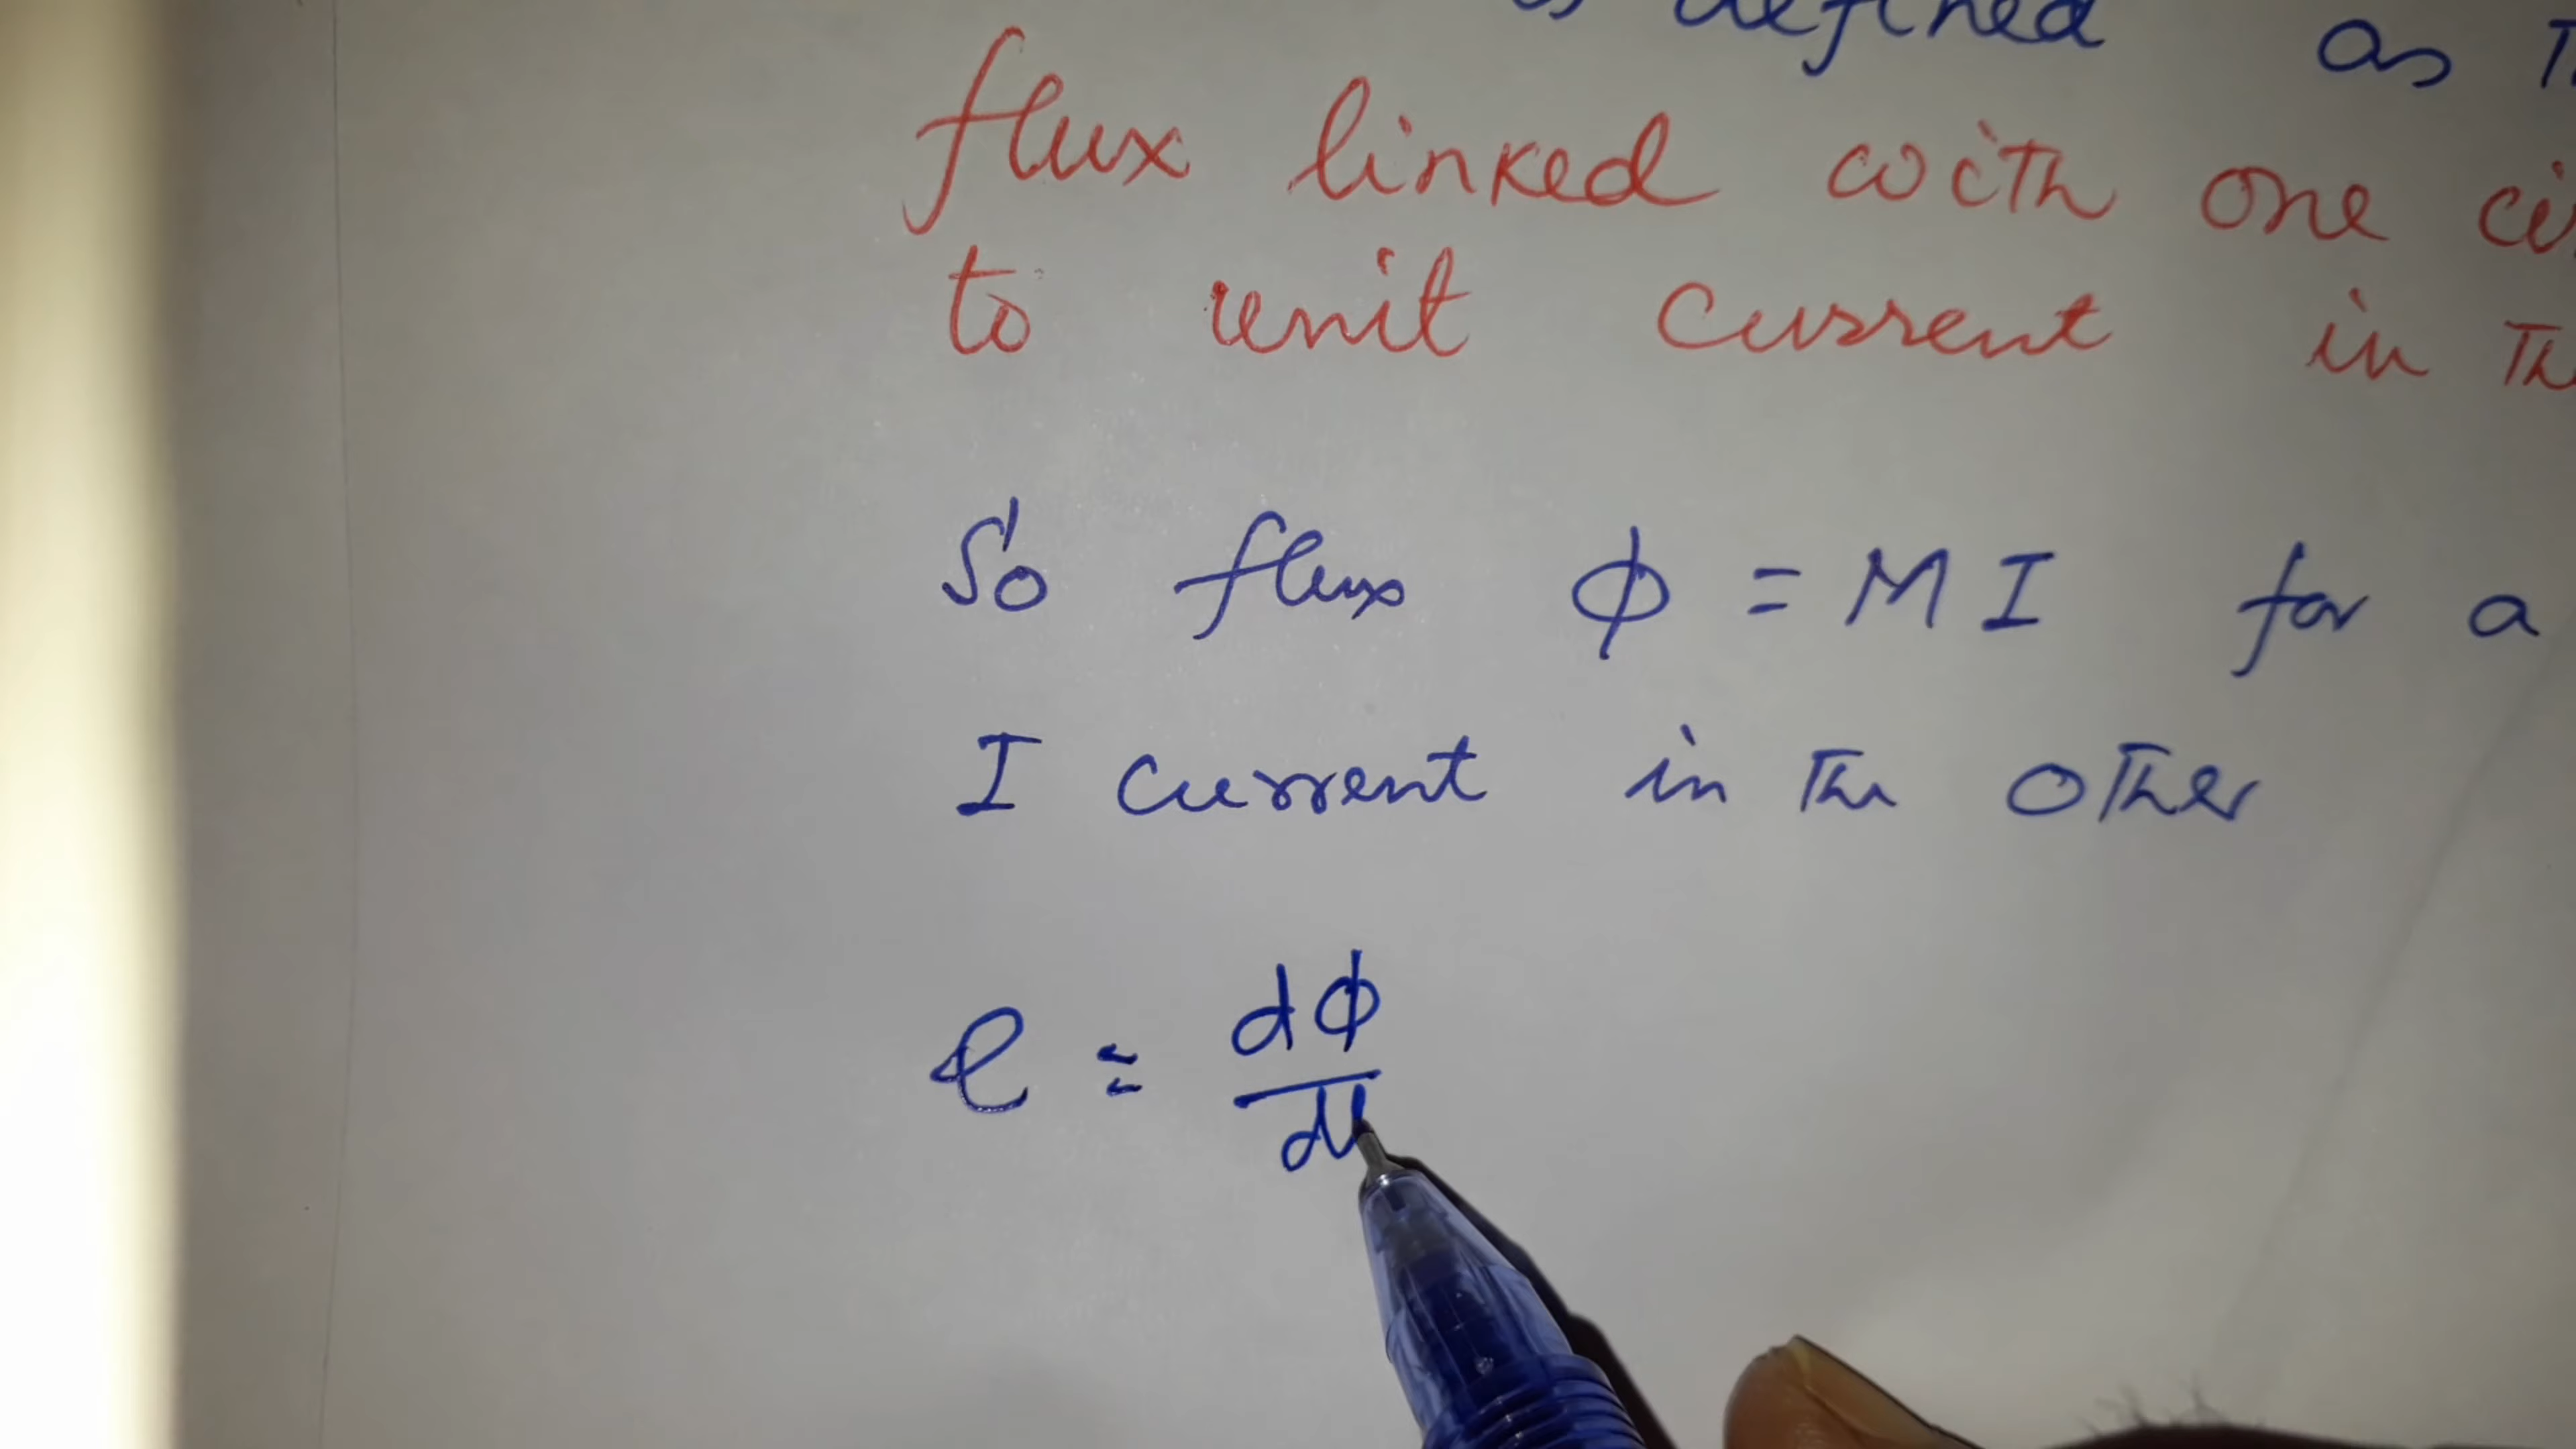 defined as
flux linked with one
to unit current in
So flux ϕ = M I for a
I current in the other
e = dϕ
dt